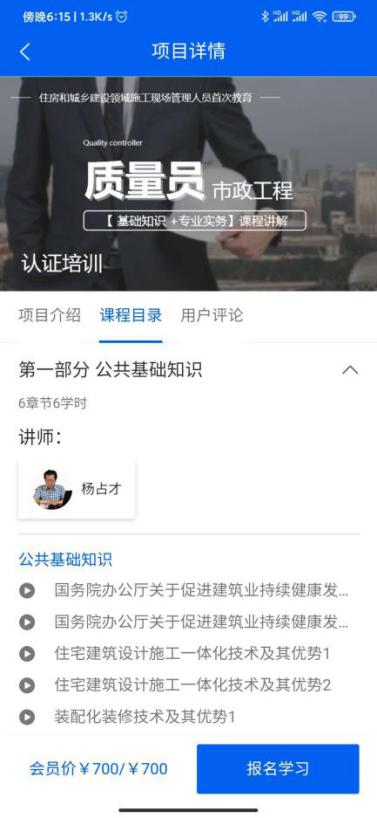 傍晚6:15 | 1.3K/s
99
项目详情
住房和城乡建设领域施工现场管理人员首次教育
Quality controller
质量员 市政工程
【 基础知识 +专业实务】课程讲解
认证培训
项目介绍 课程目录 用户评论
第一部分 公共基础知识
6章节6学时
讲师：
杨占才
公共基础知识
国务院办公厅关于促进建筑业持续健康发...
国务院办公厅关于促进建筑业持续健康发...
住宅建筑设计施工一体化技术及其优势1
住宅建筑设计施工一体化技术及其优势2
装配化装修技术及其优势1
会员价￥700/￥700
报名学习